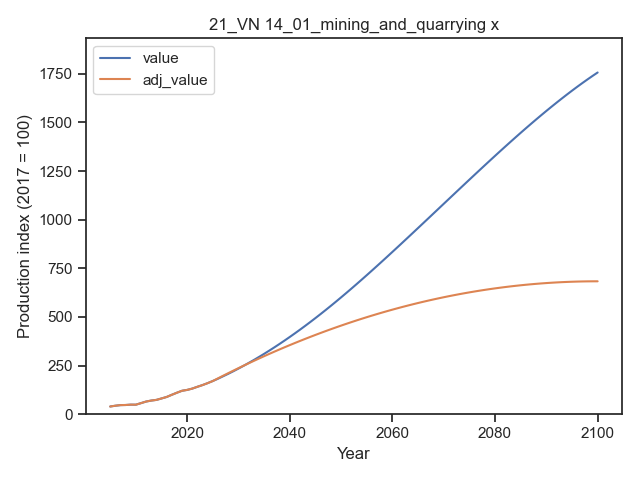 21_VN 14_01_mining_and_quarrying x
value
adj_value
Production index (2017 = 100)
1750
1500
1250
1000
750
500
250
0
2020 2040 2060 2080 2100
Year